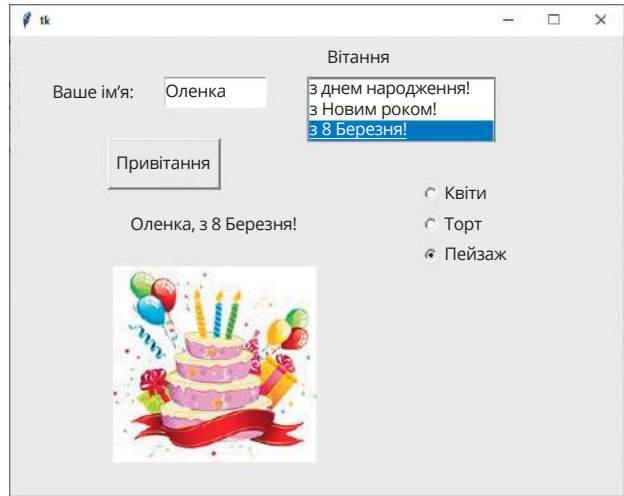 tk
Вітання
Ваше ім’я:
Оленка
з днем народження!
з Новим роком!
з 8 Березня!
Привітання
Квіти
Оленка, з 8 Березня!
Торт
Пейзаж